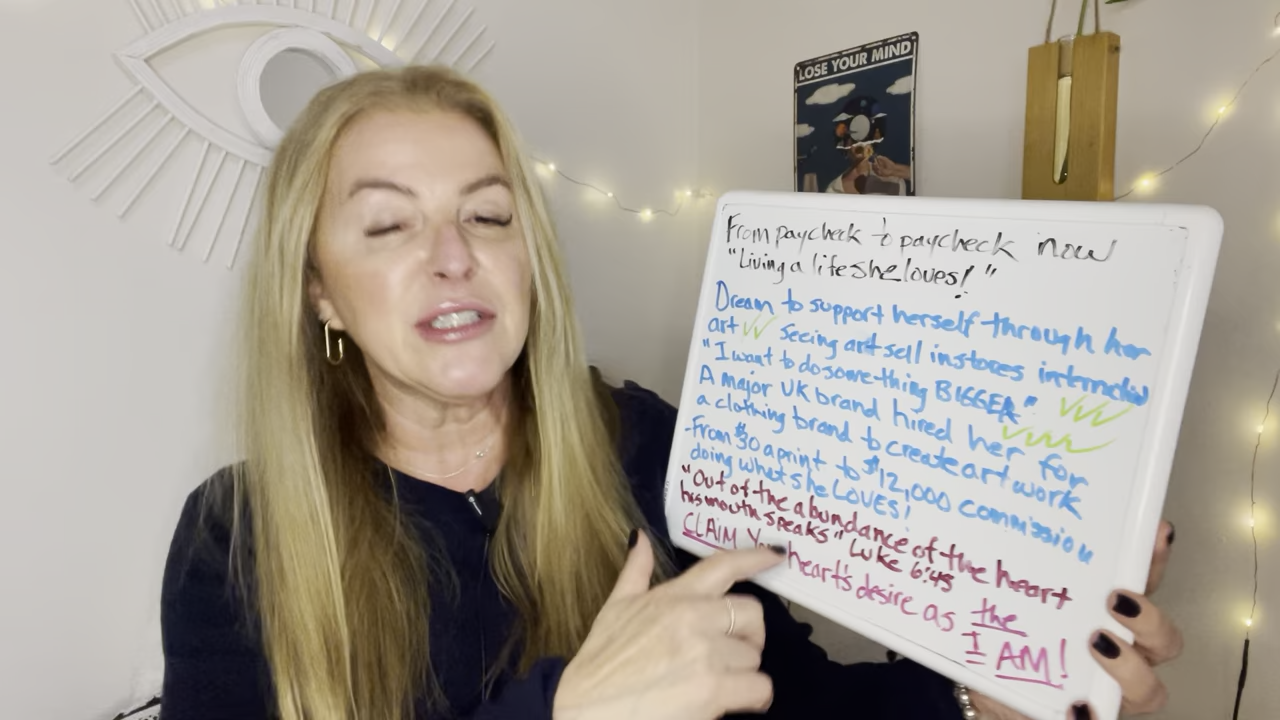 LOSE YOUR MIND
From paycheck to paycheck now
"Living a life she loves!"
Dream to support herself through her
art seeing art sell in stores
"I want to do something BIGGER"
A major UK brand hired her for
a clothing brand to create artwork
-From $30 a print to $12,000 commission
doing what she LOVES!
"Out of the abundance of the heart
his mouth speaks" Luke 6:45
CLAIM heart's desire as the
I AM!